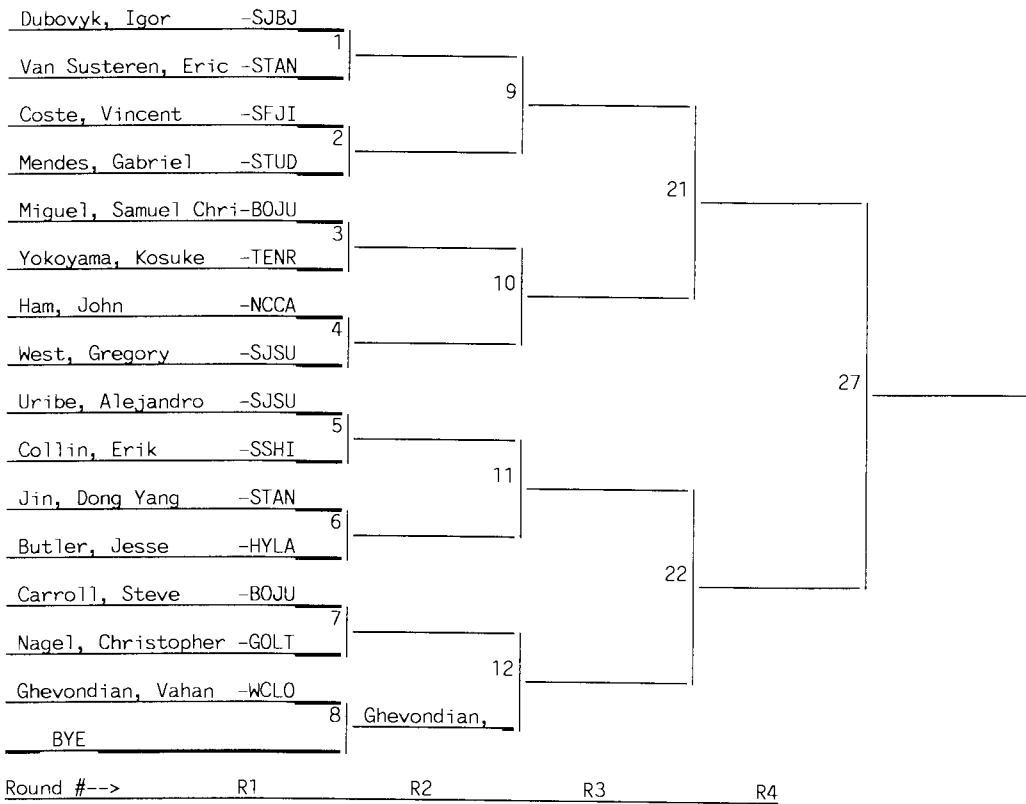 Dubovyk, Igor -SJBJ
1
Van Susteren, Eric -STAN
9
Coste, Vincent -SFJI
2
Mendes, Gabriel -STUD
21
Miguel, Samuel Chri-BOJU
3
Yokoyama, Kosuke -TENR
10
Ham, John -NCCA
4
West, Gregory -SJSU
27
Uribe, Alejandro -SJSU
5
Collin, Erik -SSHI
11
Jin, Dong Yang -STAN
6
Butler, Jesse -HYLA
22
Carroll, Steve -BOJU
7
Nagel, Christopher -GOLT
12
Ghevondian, Vahan -WCLO
8 Ghevondian,
BYE
Round #--> R1 R2 R3 R4